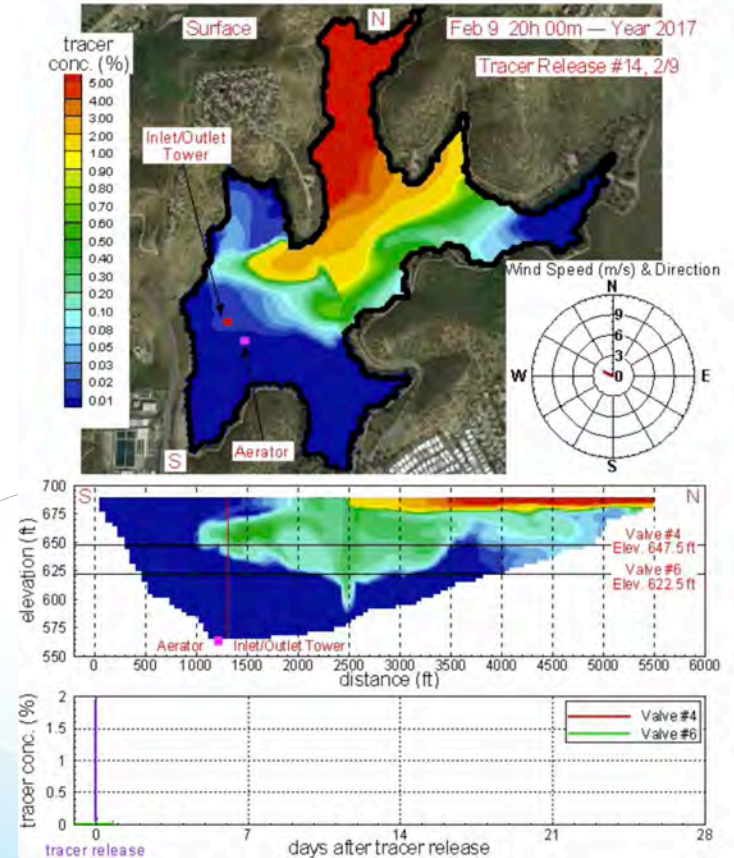 Surface
N
Feb 9 20h 00m — Year 2017
tracer
conc. (%)
Tracer Release #14, 2/9
5.00
4.00
3.00
2.00
1.00
0.90
0.80
0.70
0.60
0.50
0.40
0.30
0.20
0.10
0.08
0.05
0.03
0.02
0.01
Inlet/Outlet
Tower
Aerator
S
Wind Speed (m/s) & Direction
N
9
6
3
0
W
E
S
700
675
650
625
600
575
550
elevation (ft)
S
N
Valve #4
Elev. 647.5ft
Valve #6
Elev. 622.5ft
Aerator
Inlet/Outlet Tower
0 500 1000 1500 2000 2500 3000 3500 4000 4500 5000 5500 6000
distance (ft)
2
1.5
1
0.5
0
tracer conc. (%)
Valve #4
Valve #6
0 7 14 21 28
tracer release
days after tracer release